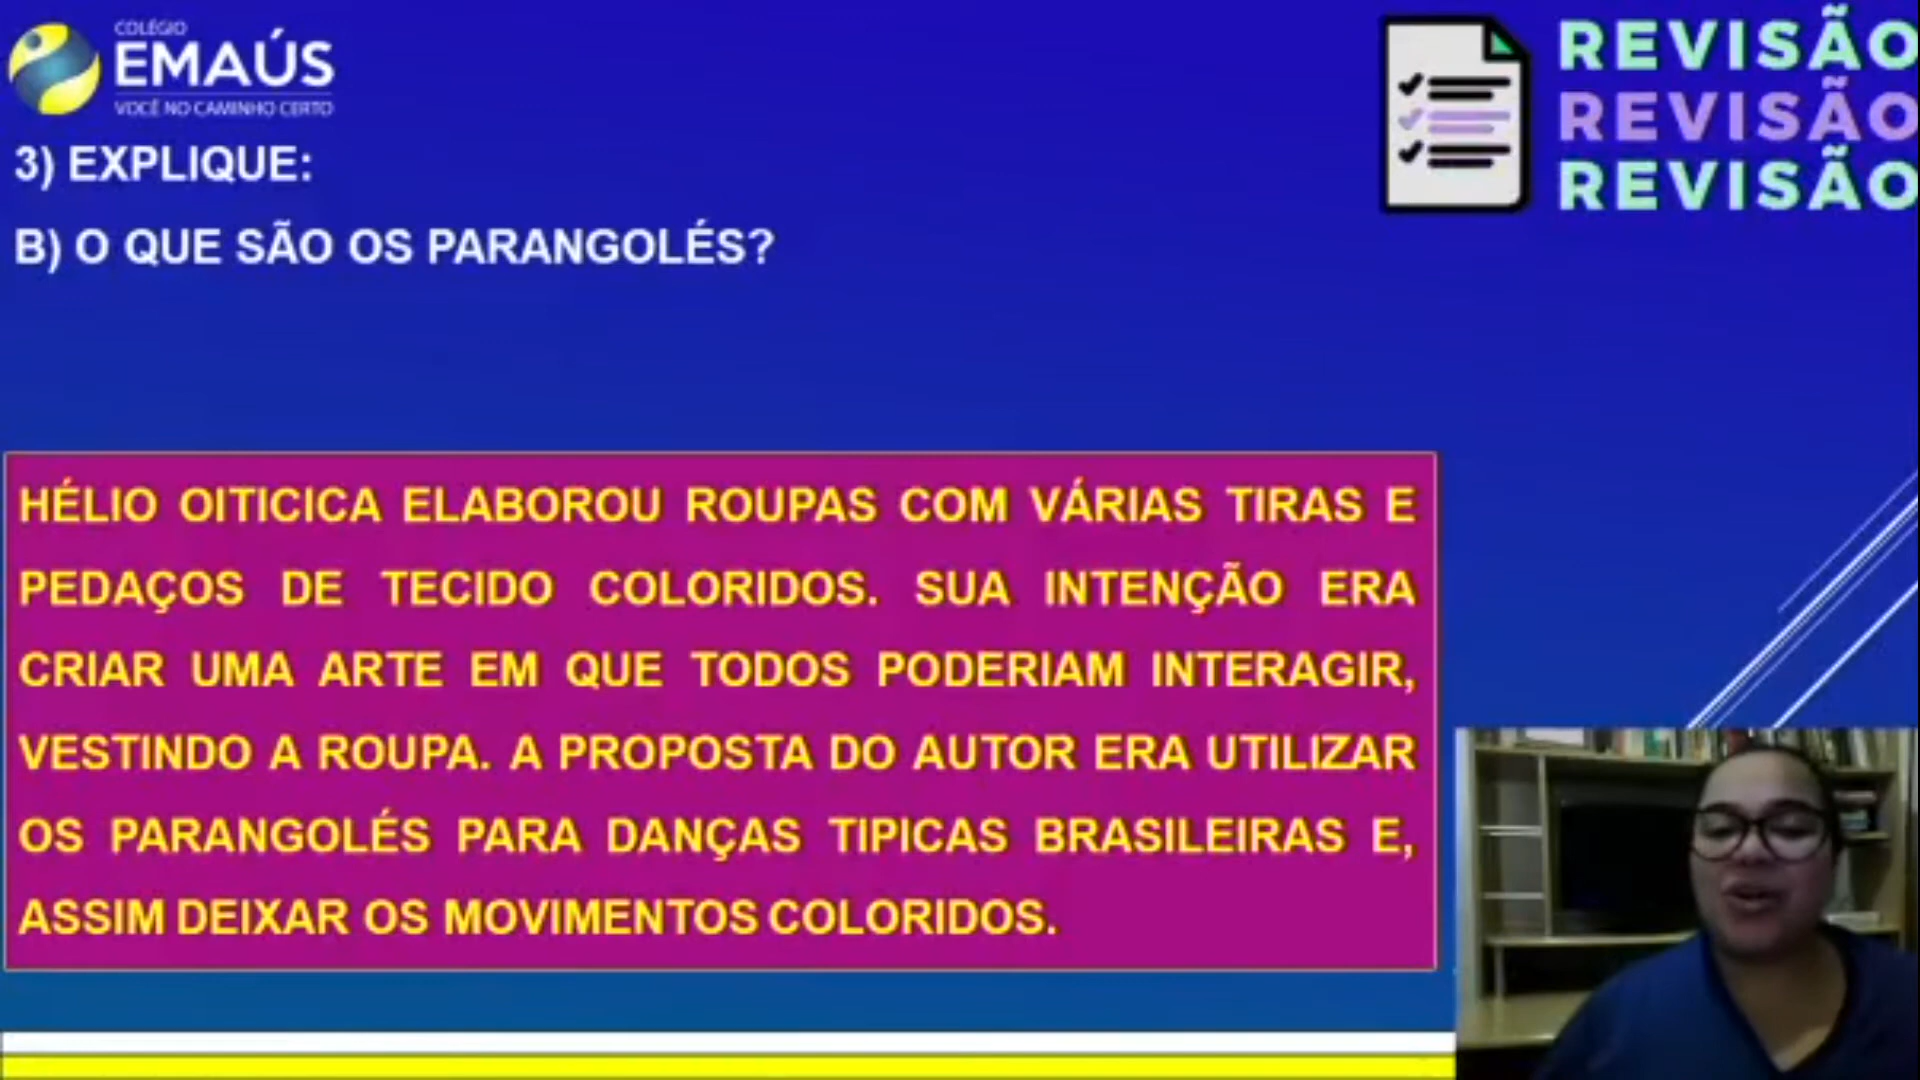 COLÉGIO
EMAÚS
VOCÊ NO CAMINHO CERTO
REVISÃO
REVISÃO
REVISÃO
3) EXPLIQUE:
B) O QUE SÃO OS PARANGOLÉS?
HÉLIO OITICICA ELABOROU ROUPAS COM VÁRIAS TIRAS E
PEDAÇOS DE TECIDO COLORIDOS. SUA INTENÇÃO ERA
CRIAR UMA ARTE EM QUE TODOS PODERIAM INTERAGIR,
VESTINDO A ROUPA. A PROPOSTA DO AUTOR ERA UTILIZAR
OS PARANGOLÉS PARA DANÇAS TIPICAS BRASILEIRAS E,
ASSIM DEIXAR OS MOVIMENTOS COLORIDOS.